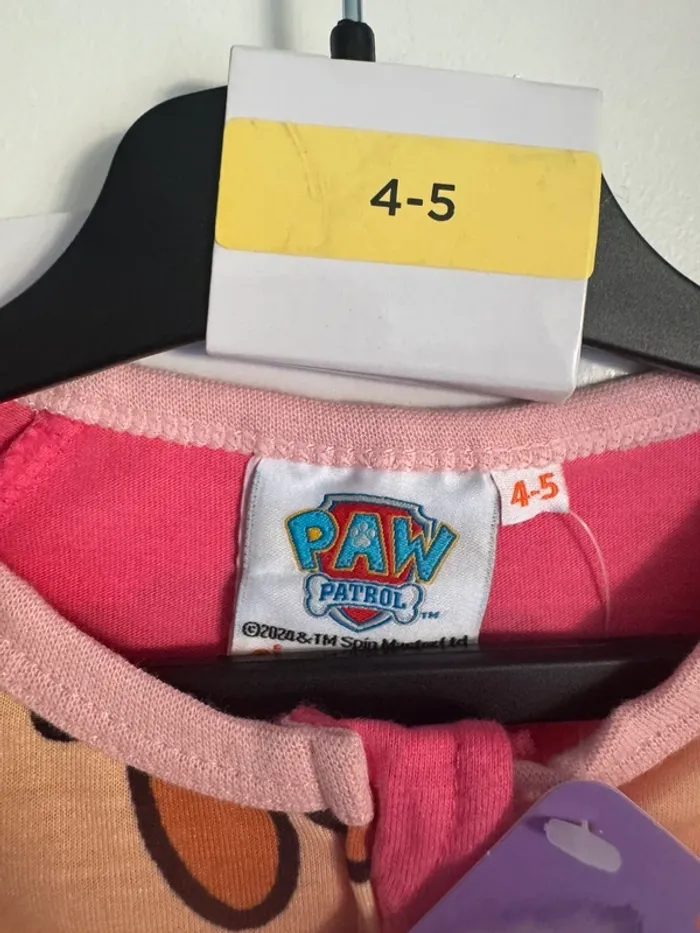 4-5
PAW
PATROL
TM
4-5
©2024 & TM Spin Master Ltd